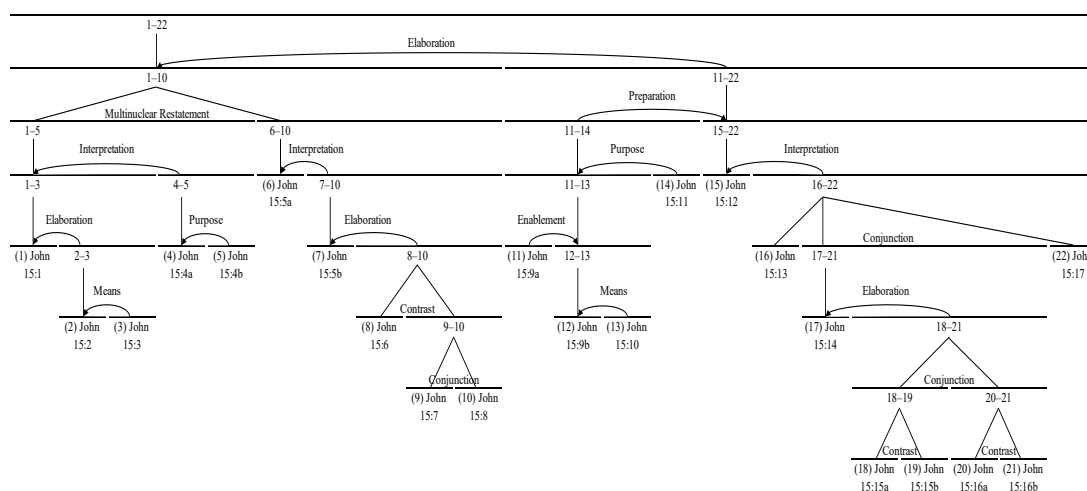 1–22
Elaboration
1–10 11–22
Preparation
Multinuclear Restatement
1–5 6–10 11–14 15–22
Interpretation Interpretation Purpose Interpretation
1–3 4–5 (6) John 7–10 11–13 (14) John (15) John 16–22
15:5a 15:11 15:12
Elaboration Purpose Elaboration Enablement Conjunction
(1) John 2–3 (4) John (5) John (7) John 8–10 (11) John 12–13 (16) John 17–21 (22) John
15:1 15:4a 15:4b 15:5b 15:9a 15:13 15:17
Means Contrast Means Elaboration
(2) John (3) John (8) John 9–10 (12) John (13) John (17) John 18–21
15:2 15:3 15:6 15:9b 15:10 15:14
Conjunction Conjunction
(9) John (10) John 18–19 20–21
15:7 15:8
Contrast Contrast
(18) John (19) John (20) John (21) John
15:15a 15:15b 15:16a 15:16b